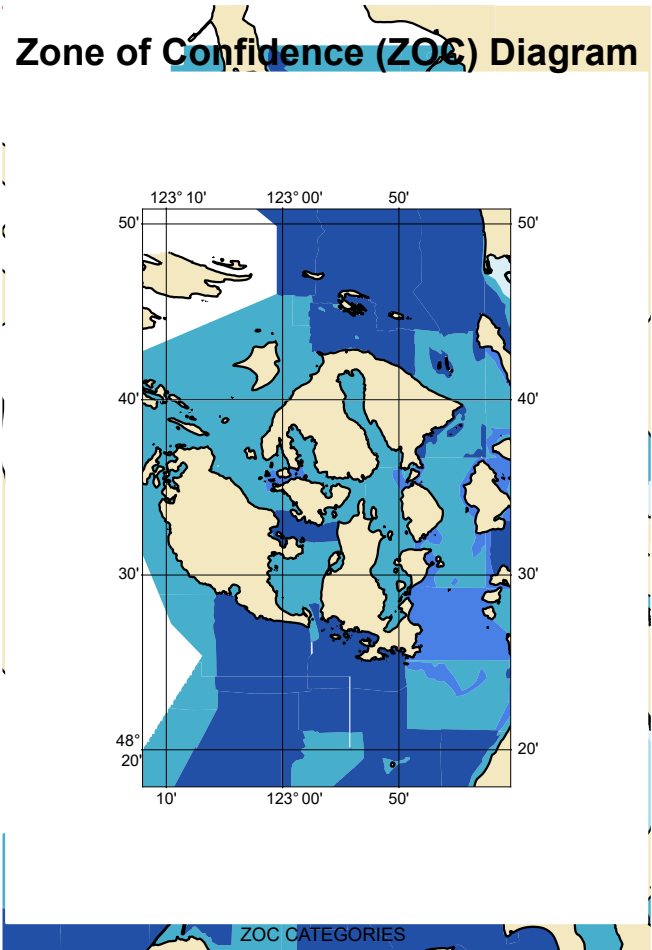 Zone of Confidence (ZOC) Diagram
123° 10' 123° 00' 50'
50' 50'
40' 40'
30' 30'
48° 20' 20'
10' 123° 00' 50'
ZOC CATEGORIES